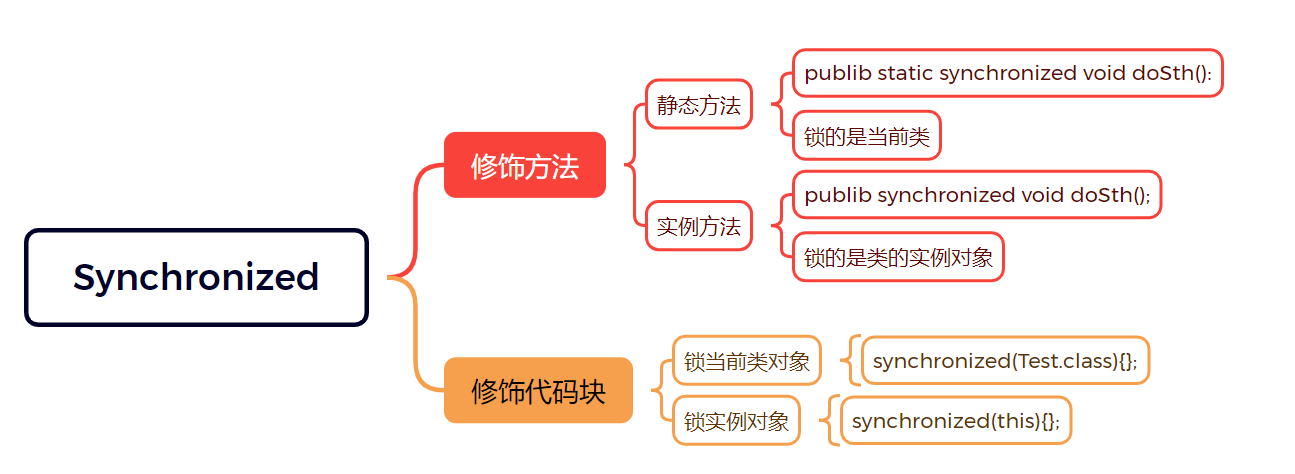 Synchronized
修饰方法
静态方法
publib static synchronized void doSth():
锁的是当前类
实例方法
publib synchronized void doSth();
锁的是类的实例对象
修饰代码块
锁当前类对象
synchronized(Test.class){};
锁实例对象
synchronized(this){};